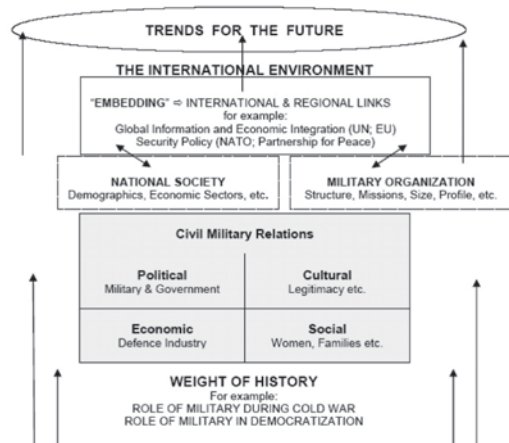 TRENDS FOR THE FUTURE
THE INTERNATIONAL ENVIRONMENT
"EMBEDDING" ⇨ INTERNATIONAL & REGIONAL LINKS
for example:
Global Information and Economic Integration (UN; EU)
Security Policy (NATO; Partnership for Peace)
NATIONAL SOCIETY
Demographics, Economic Sectors, etc.
MILITARY ORGANIZATION
Structure, Missions, Size, Profile, etc.
Civil Military Relations
Political
Military & Government
Cultural
Legitimacy etc.
Economic
Defence Industry
Social
Women, Families etc.
WEIGHT OF HISTORY
For example:
ROLE OF MILITARY DURING COLD WAR
ROLE OF MILITARY IN DEMOCRATIZATION